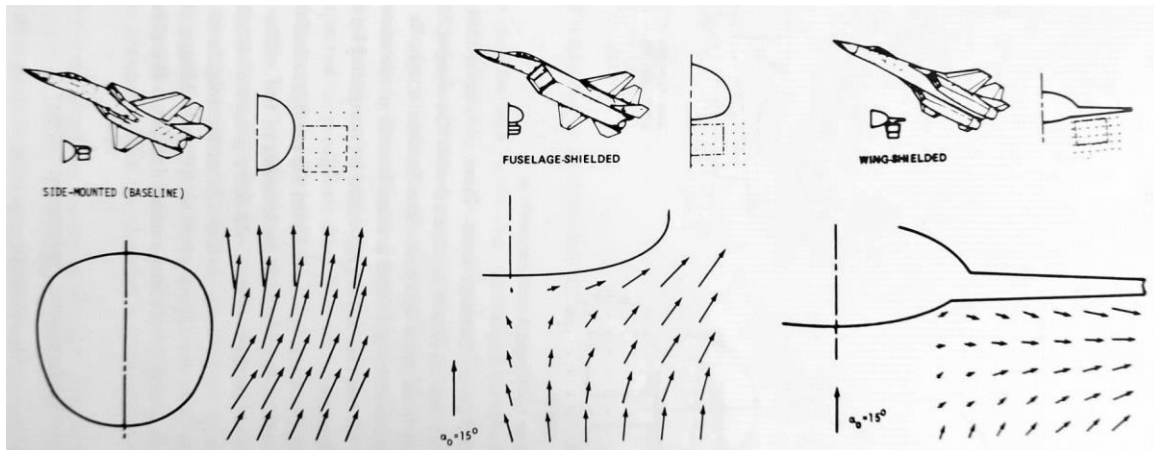 SIDE-MOUNTED (BASELINE)
FUSELAGE-SHIELDED
WING-SHIELDED
α₀=15°
α₀=15°